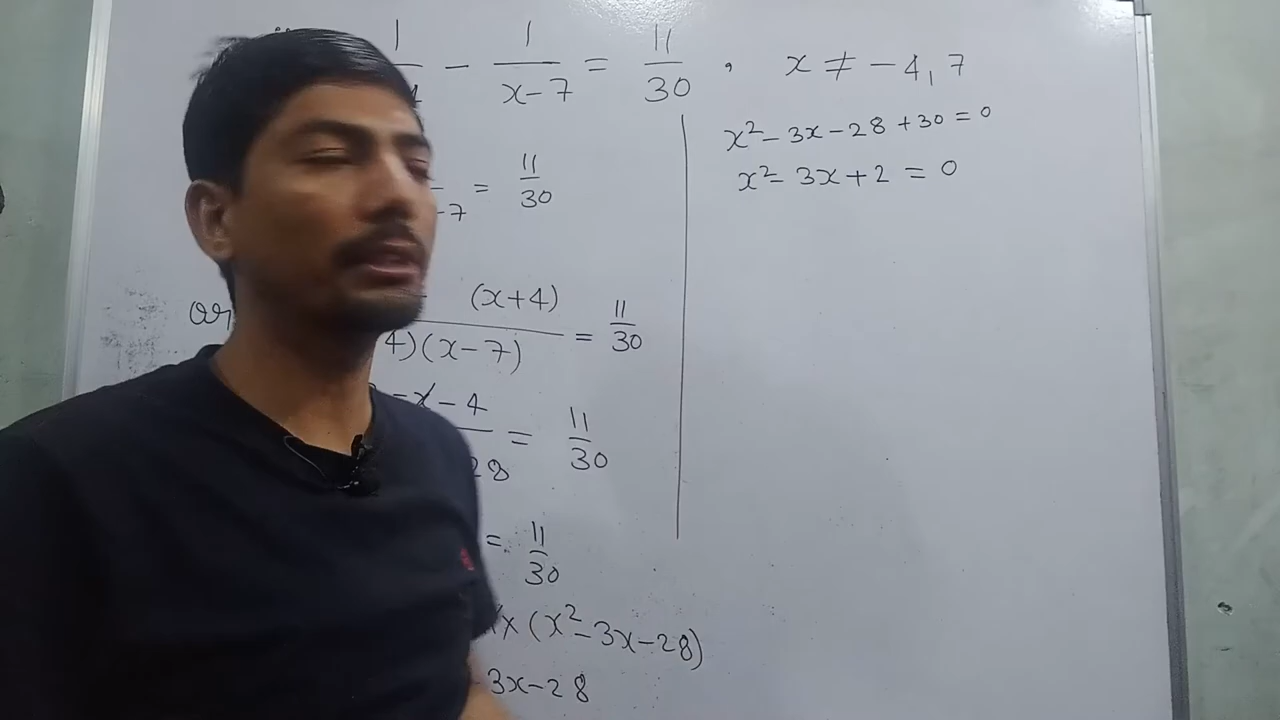 1/ - 1/(x-7) = 11/30 , x ≠ -4, 7
-7 = 11/30
or (x+4)
4)(x-7) = 11/30
-x-4
28 = 11/30
= 11/30
x (x²-3x-28)
3x-28
x²-3x-28+30=0
x²-3x+2=0